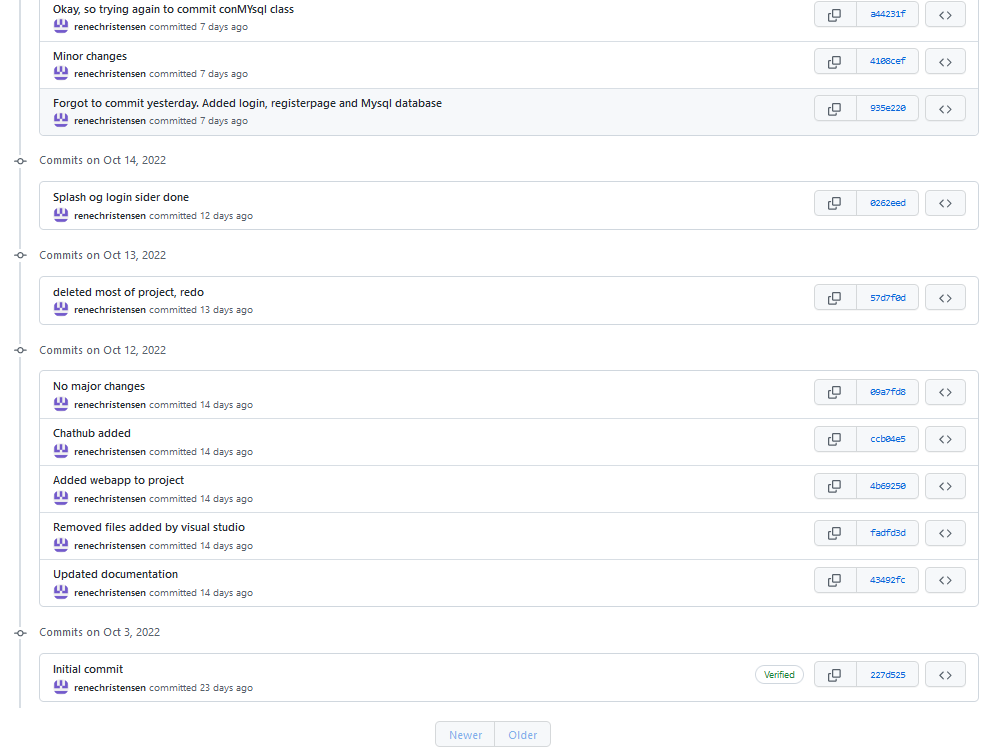 Okay, so trying again to commit conMYsql class
a44231f
renechristensen committed 7 days ago
Minor changes
4108cef
renechristensen committed 7 days ago
Forgot to commit yesterday. Added login, registerpage and Mysql database
935e220
renechristensen committed 7 days ago
Commits on Oct 14, 2022
Splash og login sider done
0262eed
renechristensen committed 12 days ago
Commits on Oct 13, 2022
deleted most of project, redo
57d7f0d
renechristensen committed 13 days ago
Commits on Oct 12, 2022
No major changes
09a7fd8
renechristensen committed 14 days ago
Chathub added
ccb04e5
renechristensen committed 14 days ago
Added webapp to project
4b69250
renechristensen committed 14 days ago
Removed files added by visual studio
fadfd3d
renechristensen committed 14 days ago
Updated documentation
43492fc
renechristensen committed 14 days ago
Commits on Oct 3, 2022
Initial commit
Verified 227d525
renechristensen committed 23 days ago
Newer Older